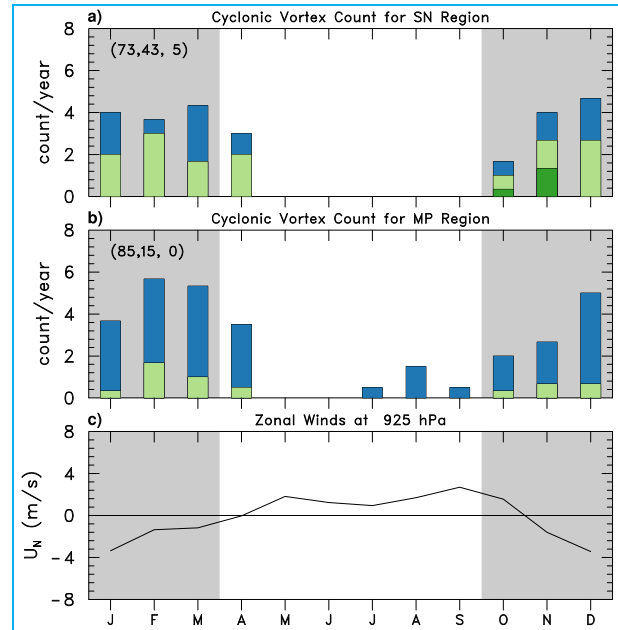 a) Cyclonic Vortex Count for SN Region
8
(73,43, 5)
6
4
2
0
count/year
b) Cyclonic Vortex Count for MP Region
8
(85,15, 0)
6
4
2
0
count/year
c) Zonal Winds at 925 hPa
8
4
0
-4
-8
U_N (m/s)
J F M A M J J A S O N D